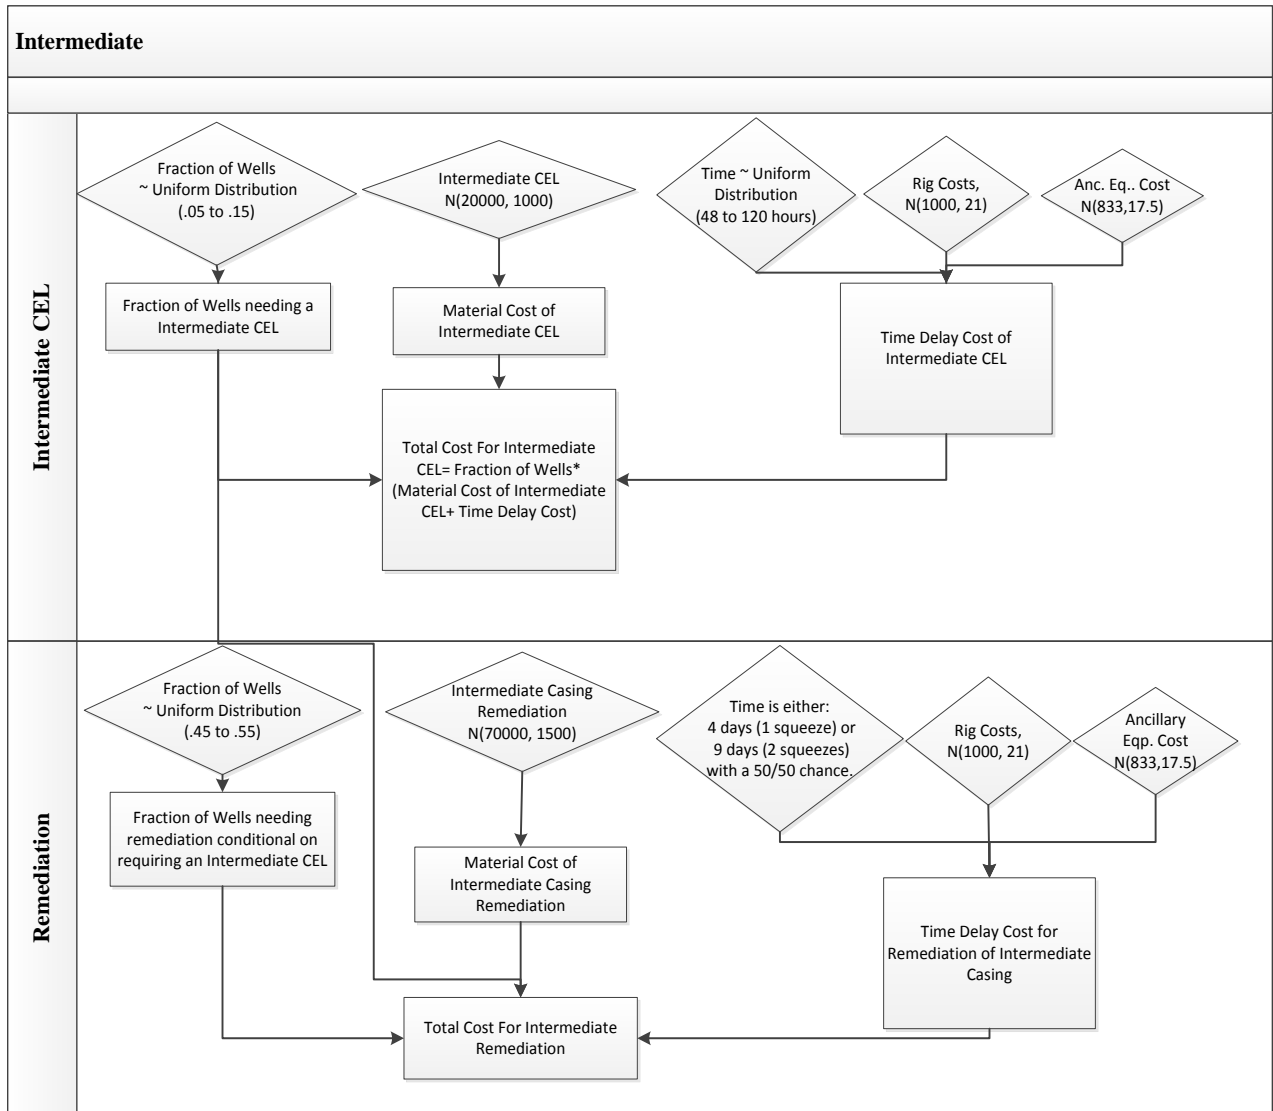 Intermediate
Intermediate CEL
Fraction of Wells
~ Uniform Distribution
(.05 to .15)
Intermediate CEL
N(20000, 1000)
Time ~ Uniform
Distribution
(48 to 120 hours)
Rig Costs,
N(1000, 21)
Anc. Eq.. Cost
N(833,17.5)
Fraction of Wells needing a
Intermediate CEL
Material Cost of
Intermediate CEL
Time Delay Cost of
Intermediate CEL
Total Cost For Intermediate
CEL= Fraction of Wells*
(Material Cost of Intermediate
CEL+ Time Delay Cost)
Remediation
Fraction of Wells
~ Uniform Distribution
(.45 to .55)
Intermediate Casing
Remediation
N(70000, 1500)
Time is either:
4 days (1 squeeze) or
9 days (2 squeezes)
with a 50/50 chance.
Rig Costs,
N(1000, 21)
Ancillary
Eqp. Cost
N(833,17.5)
Fraction of Wells needing
remediation conditional on
requiring an Intermediate CEL
Material Cost of
Intermediate Casing
Remediation
Time Delay Cost for
Remediation of Intermediate
Casing
Total Cost For Intermediate
Remediation